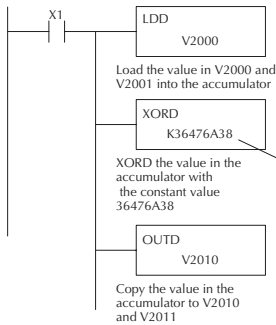 X1
LDD
V2000
Load the value in V2000 and
V2001 into the accumulator
XORD
K36476A38
XORD the value in the
accumulator with
the constant value
36476A38
OUTD
V2010
Copy the value in the
accumulator to V2010
and V2011